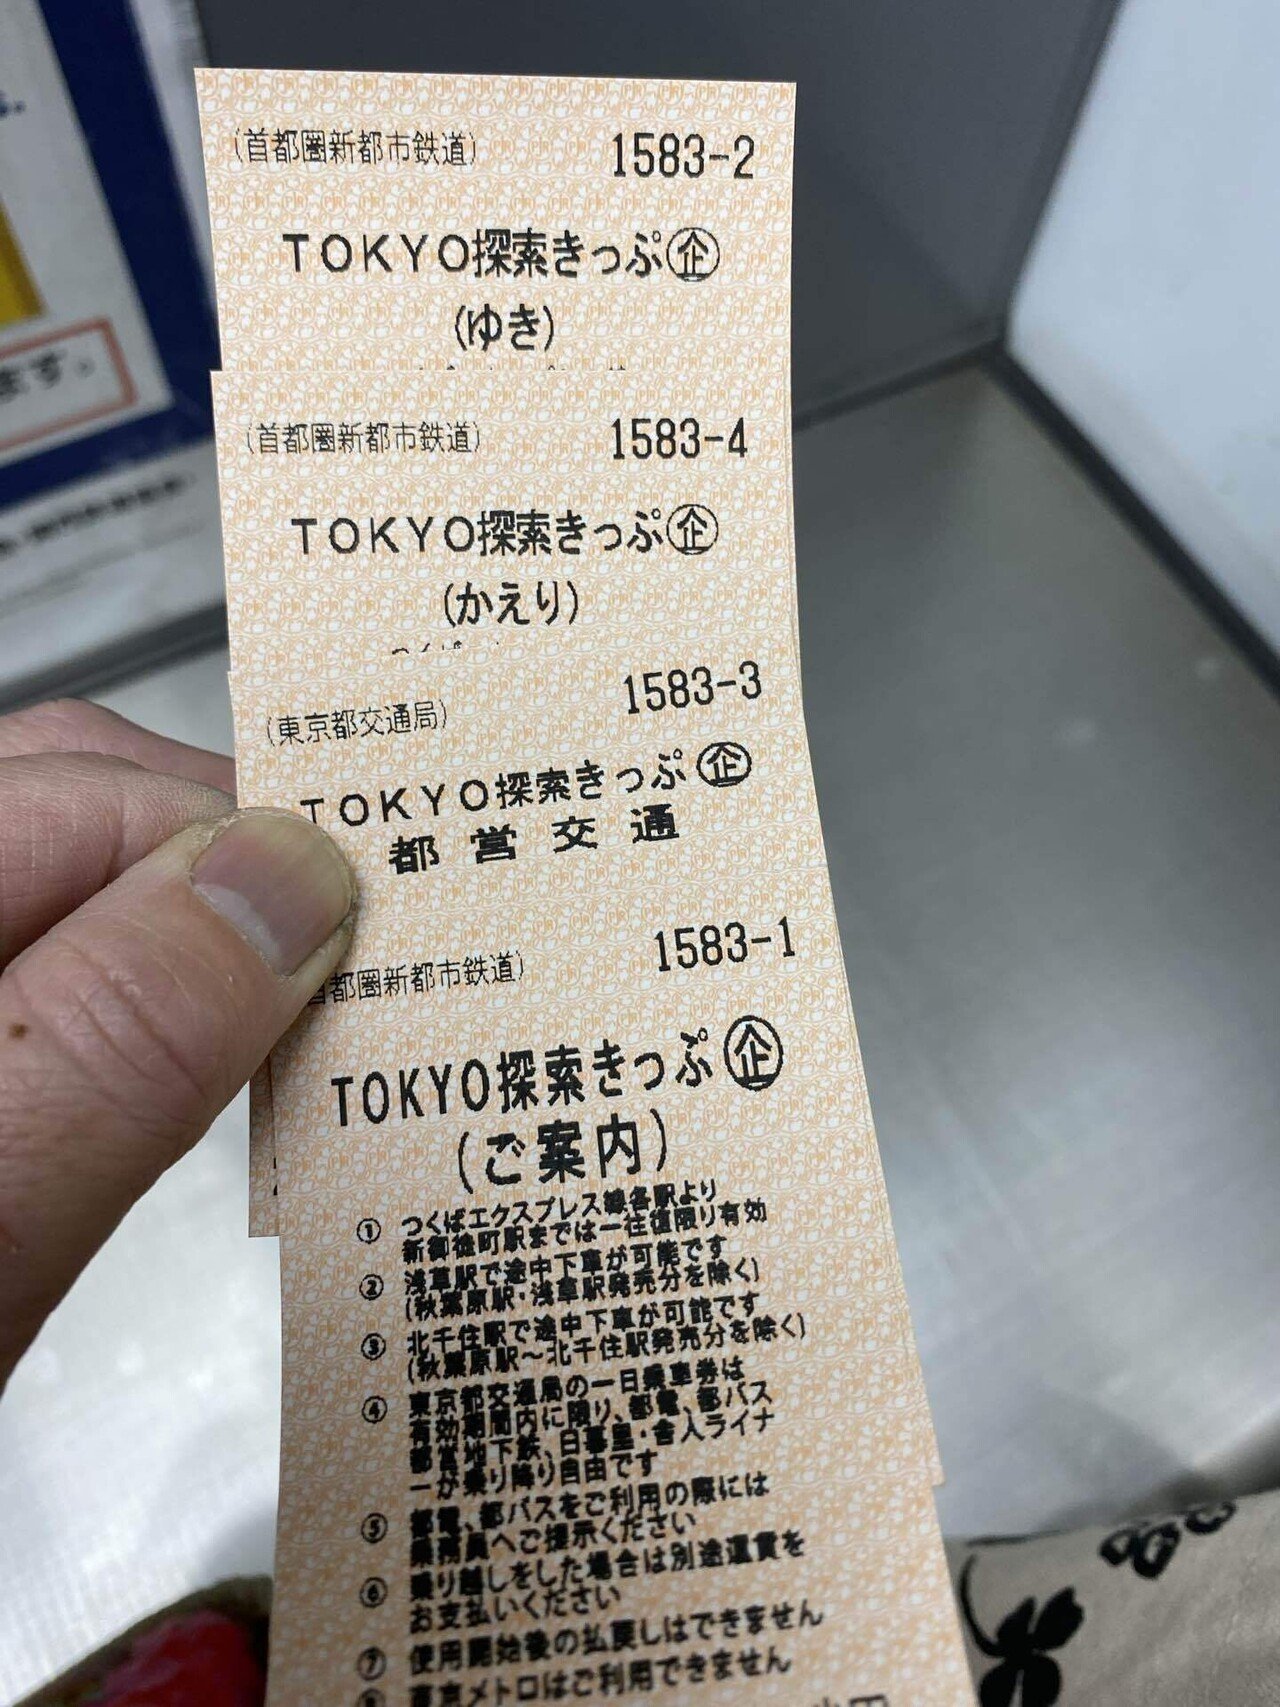 ます。
(首都圏新都市鉄道) 1583-2
TOKYO探索きっぷ㊭
(ゆき)
(首都圏新都市鉄道) 1583-4
TOKYO探索きっぷ㊭
(かえり)
(東京都交通局) 1583-3
TOKYO探索きっぷ㊭
都営交通
首都圏新都市鉄道) 1583-1
TOKYO探索きっぷ㊭
(ご案内)
① つくばエクスプレス線各駅より
新御徒町駅までは一往復限り有効
② 浅草駅で途中下車が可能です
(秋葉原駅・浅草駅発売分を除く)
③ 北千住駅で途中下車が可能です
(秋葉原駅～北千住駅発売分を除く)
④ 東京都交通局の一日乗車券は
有効期間内に限り、都電、都バス
都営地下鉄、日暮里・舎人ライナ
ーが乗り降り自由です
⑤ 都電、都バスをご利用の際には
乗務員へご提示ください
⑥ 乗り越しをした場合は別途運賃を
お支払いください
⑦ 使用開始後の払戻しはできません
⑧ 東京メトロはご利用できません